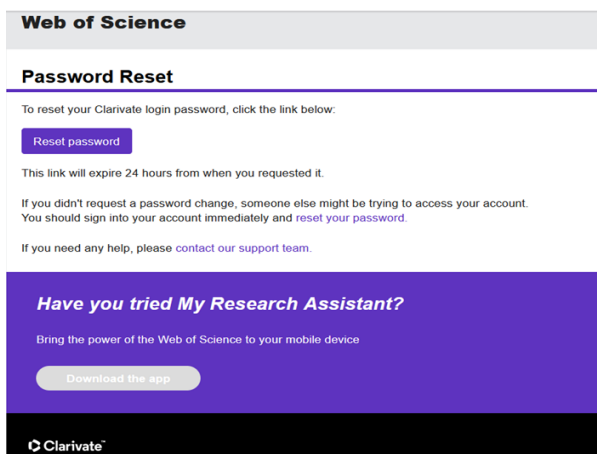 Web of Science
Password Reset
To reset your Clarivate login password, click the link below:
Reset password
This link will expire 24 hours from when you requested it.
If you didn't request a password change, someone else might be trying to access your account.
You should sign into your account immediately and reset your password.
If you need any help, please contact our support team.
Have you tried My Research Assistant?
Bring the power of the Web of Science to your mobile device
Download the app
Clarivate™